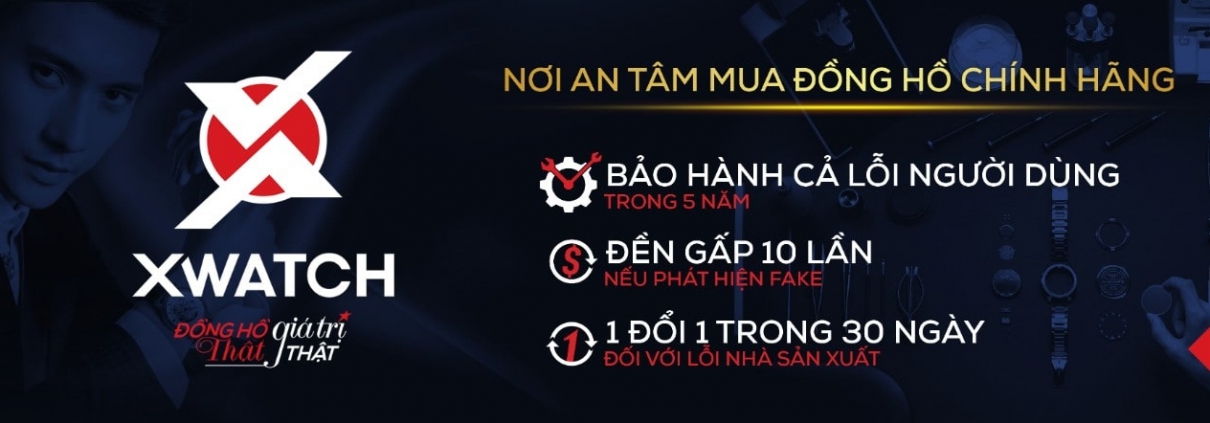 XWATCH
ĐỒNG HỒ giá trị
Thật THẬT
NƠI AN TÂM MUA ĐỒNG HỒ CHÍNH HÃNG
BẢO HÀNH CẢ LỖI NGƯỜI DÙNG
TRONG 5 NĂM
$ ĐỀN GẤP 10 LẦN
NẾU PHÁT HIỆN FAKE
1 1 ĐỔI 1 TRONG 30 NGÀY
ĐỐI VỚI LỖI NHÀ SẢN XUẤT